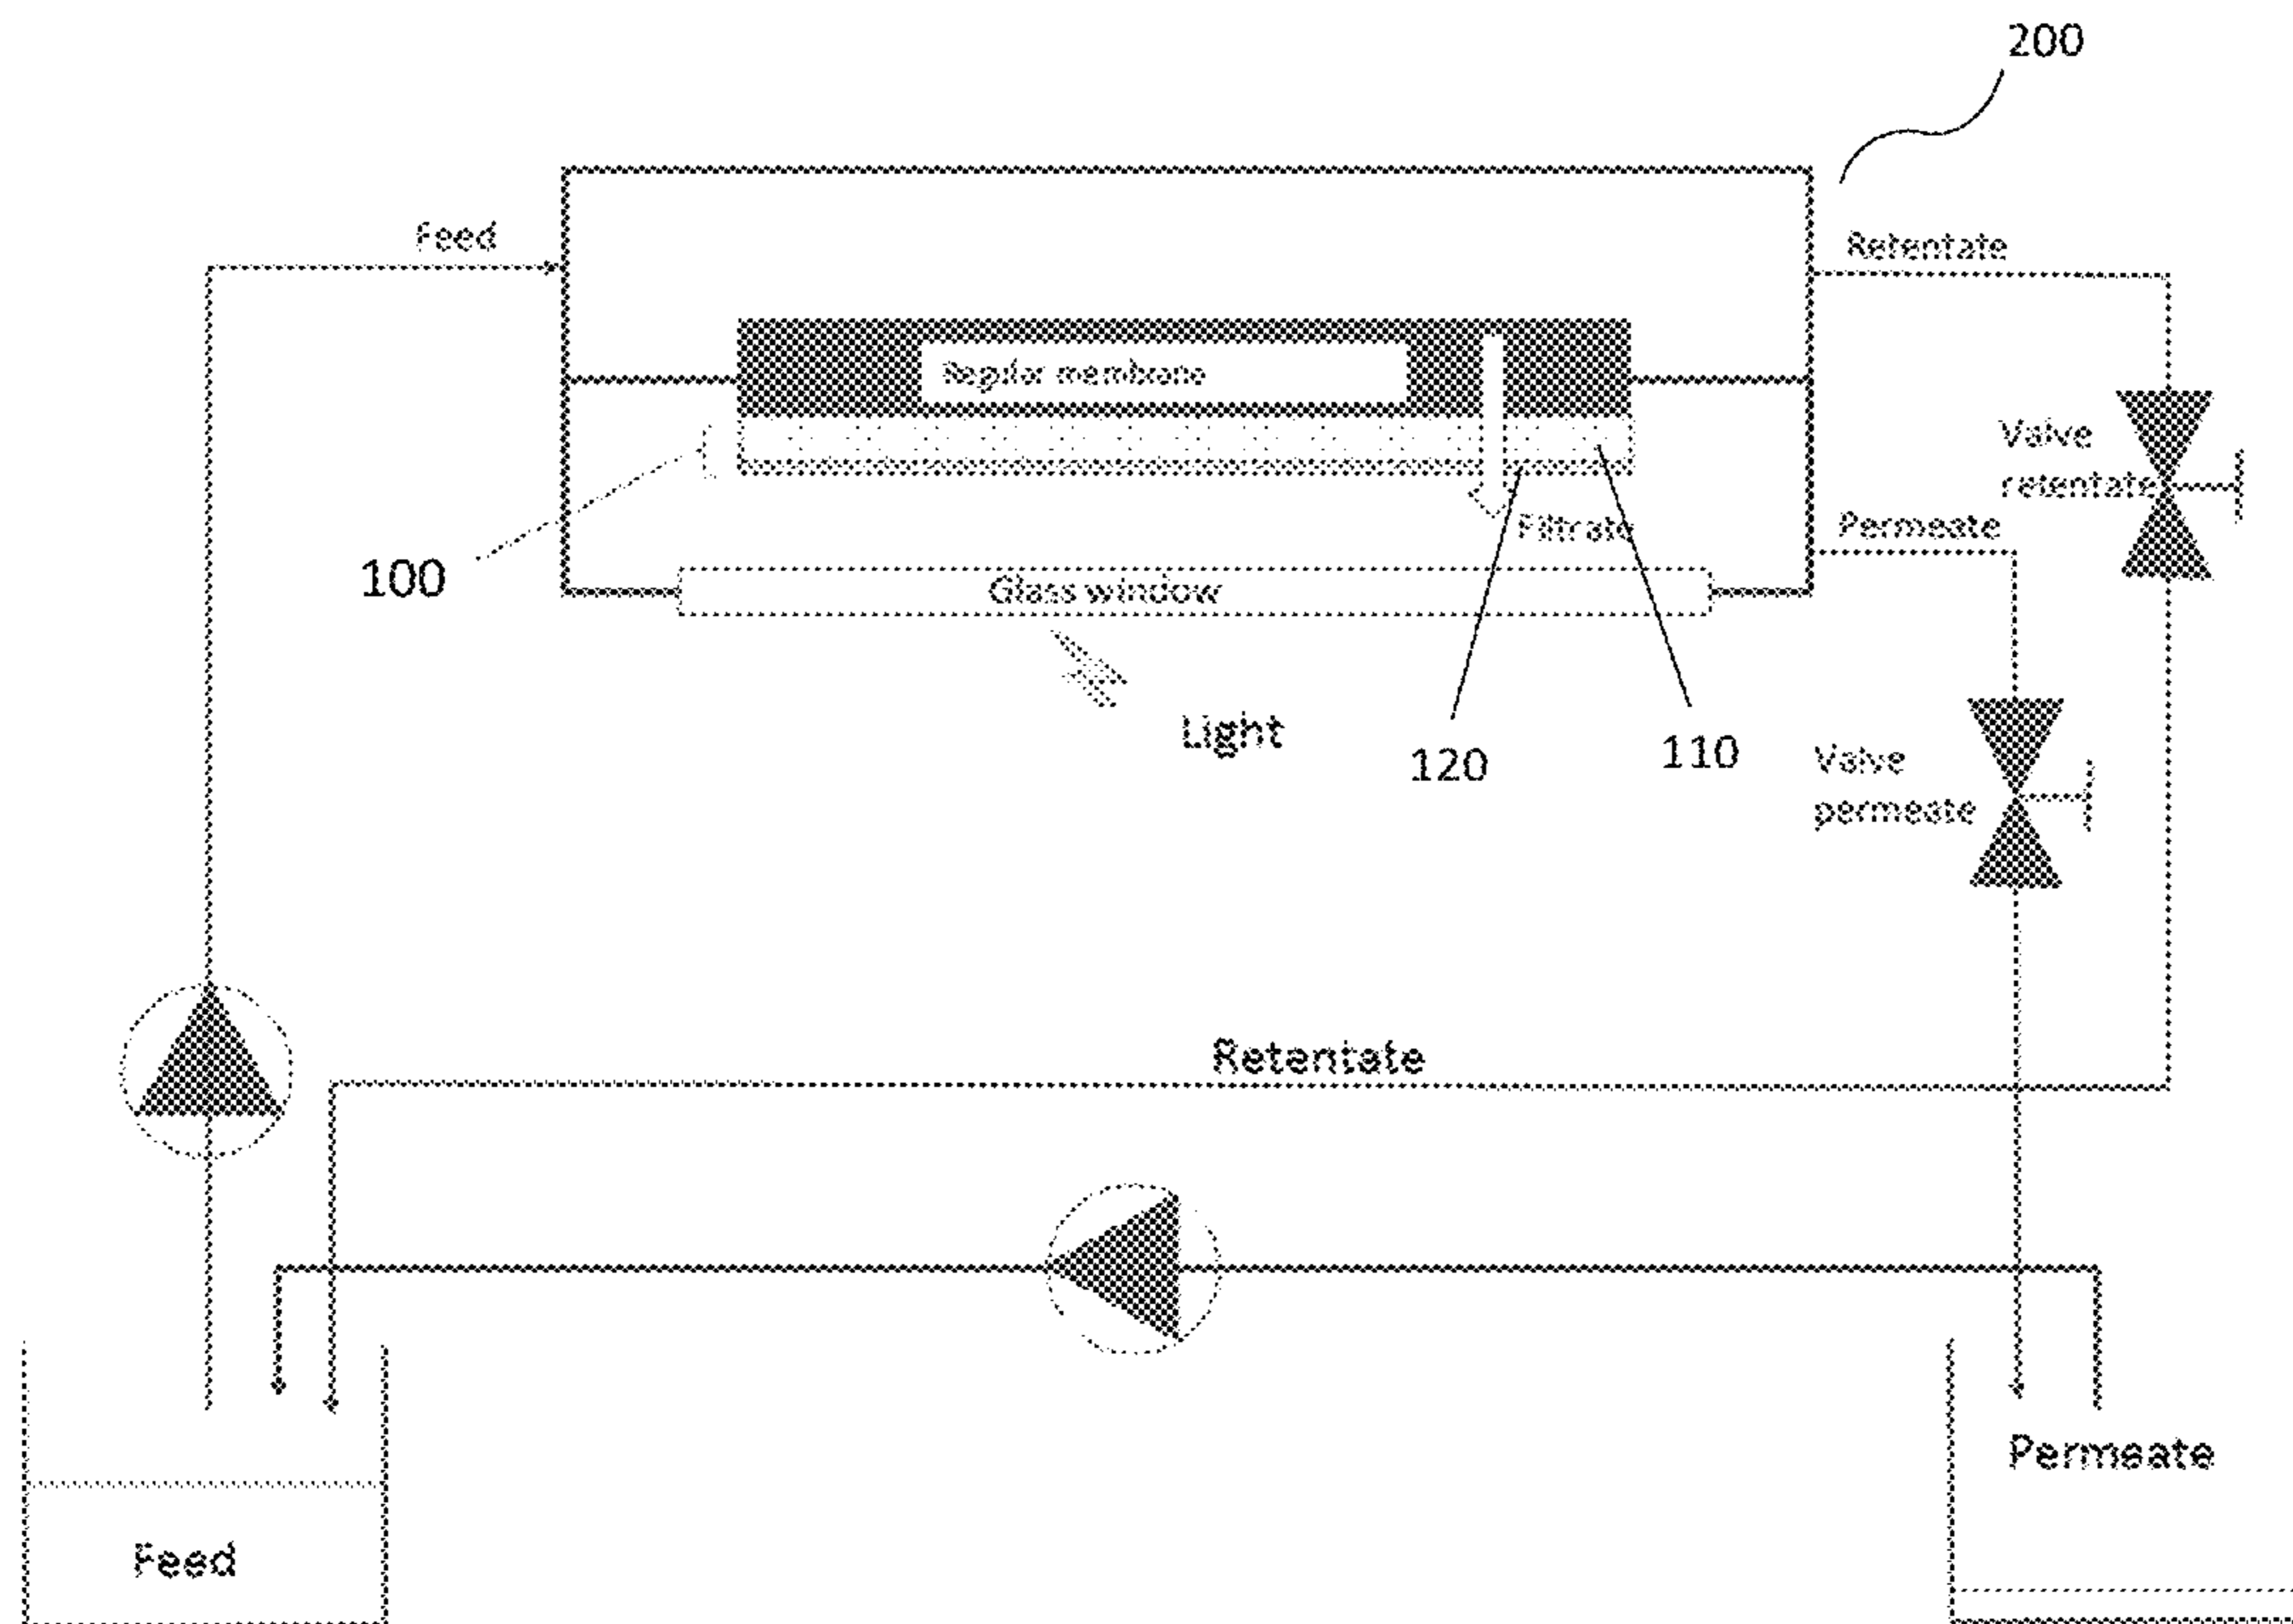 200
Feed
Retentate
Regular membrane
Valve
retentate
Permeate
Filtrate
100
Glass window
Light
120
110
Valve
permeate
Retentate
Permeate
Feed